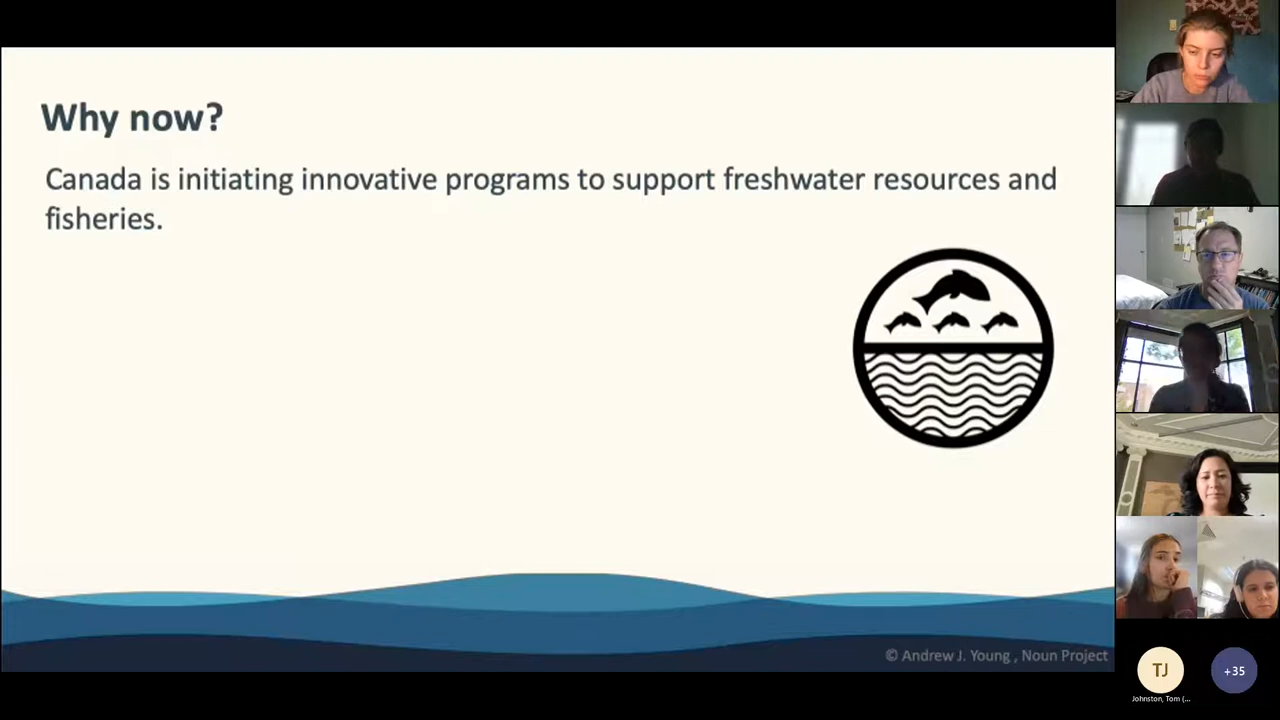 Why now?
Canada is initiating innovative programs to support freshwater resources and
fisheries.
© Andrew J. Young , Noun Project
TJ
+35
Johnston, Tom (...